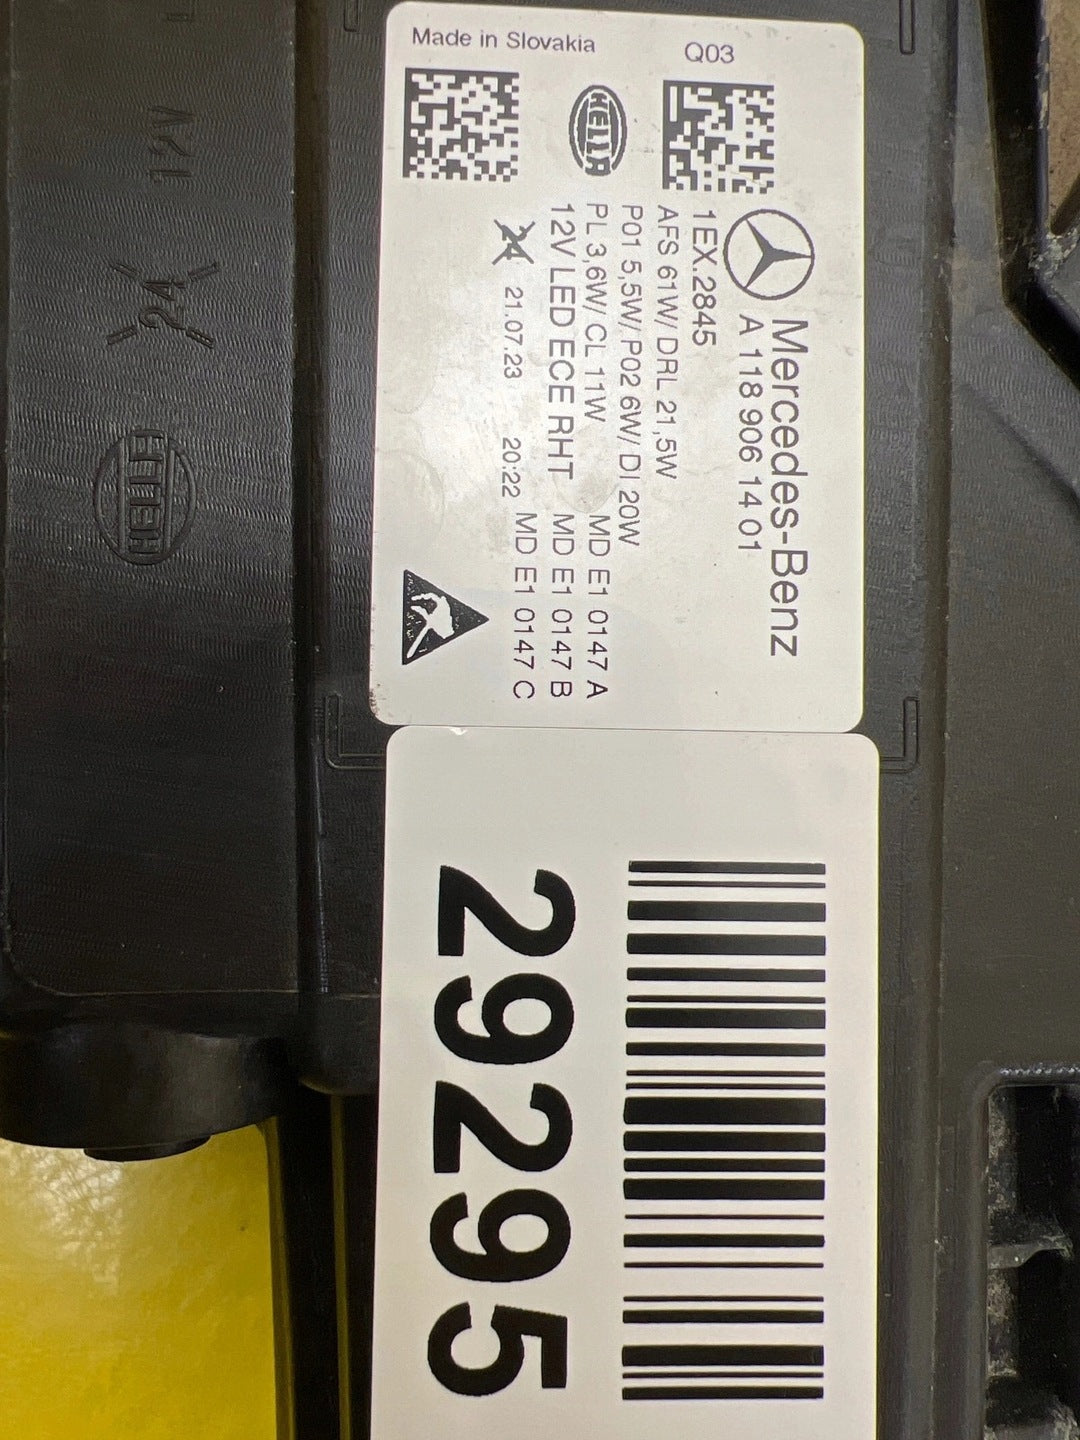 Made in Slovakia
Q03
HELLA
Mercedes-Benz
A 118 906 14 01
1EX.2845
AFS 61W/ DRL 21,5W
P01 5,5W/ P02 6W/ DI 20W
PL 3,6W/ CL 11W
MD E1 0147 A
12V LED ECE RHT
MD E1 0147 B
24 21.07.23 20:22
MD E1 0147 C
29295
12V
24
HELLA